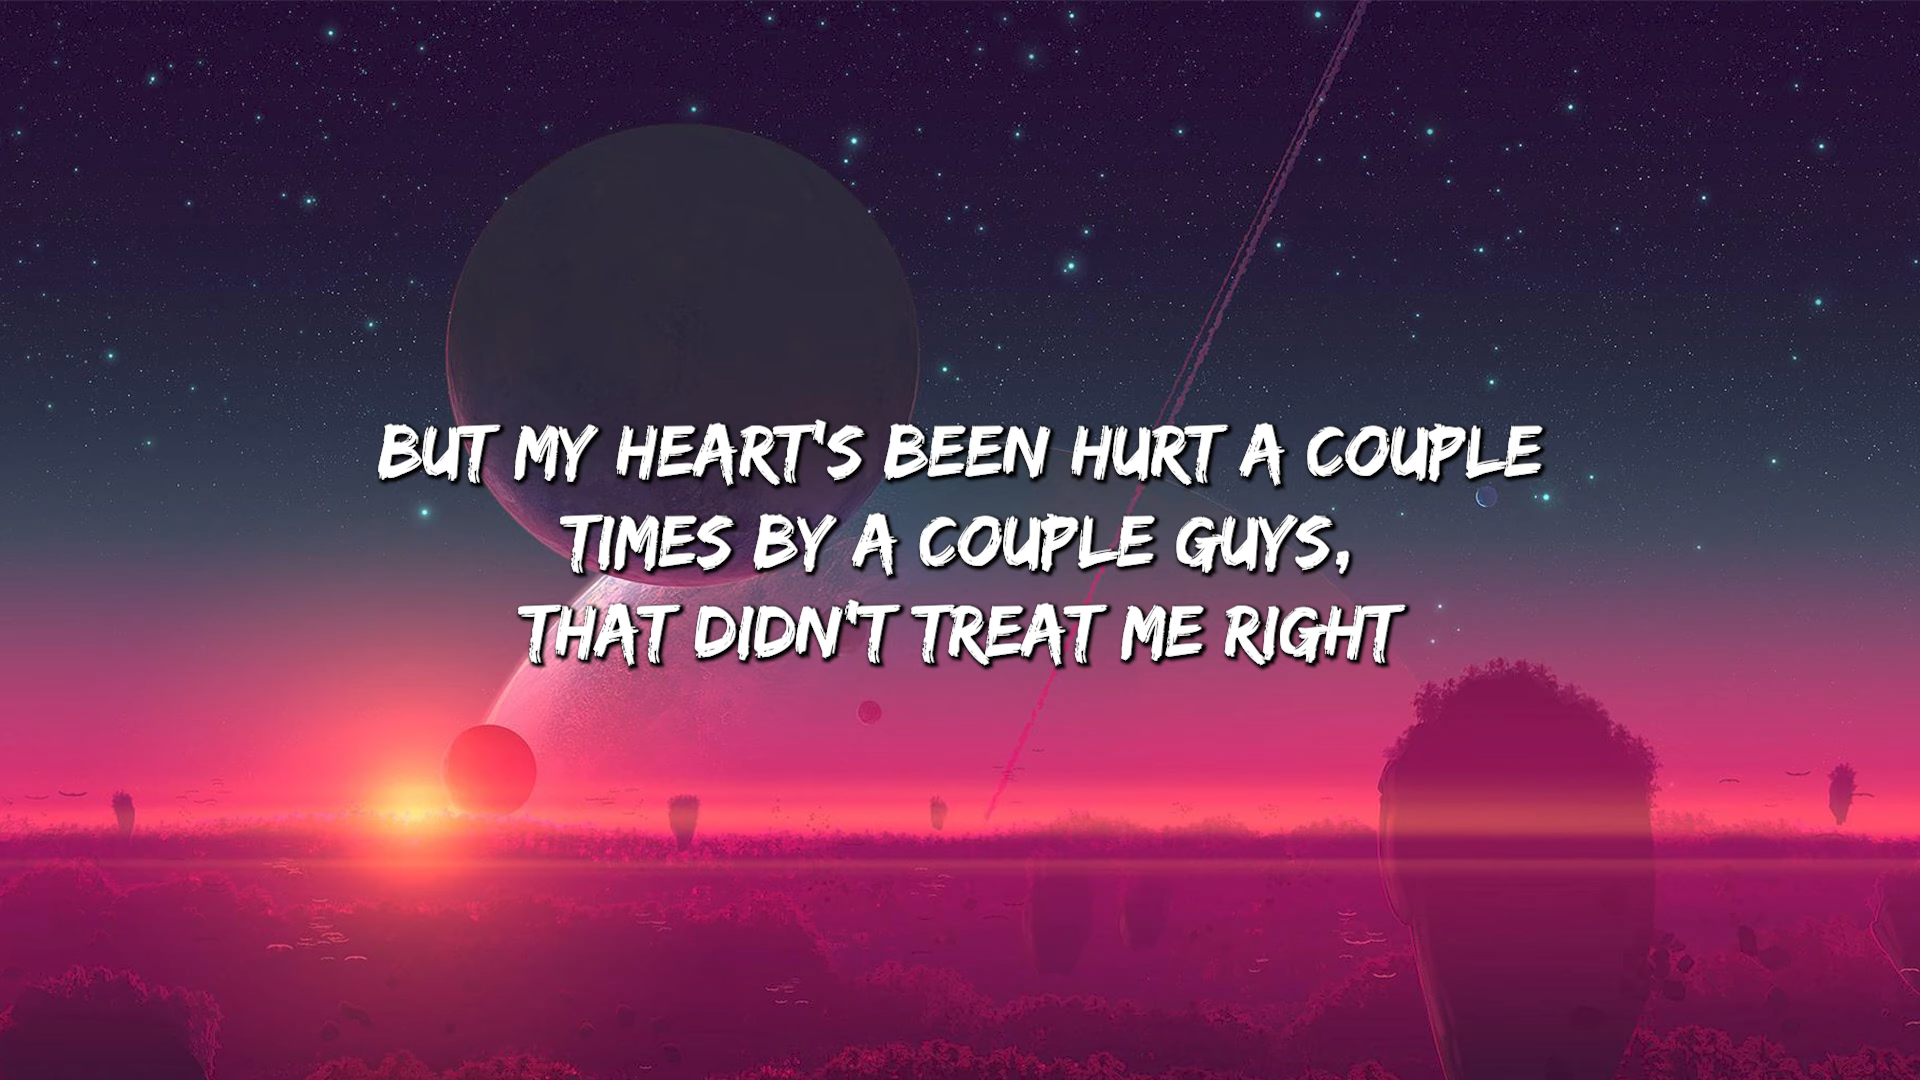 BUT MY HEART'S BEEN HURT A COUPLE
TIMES BY A COUPLE GUYS,
THAT DIDN'T TREAT ME RIGHT